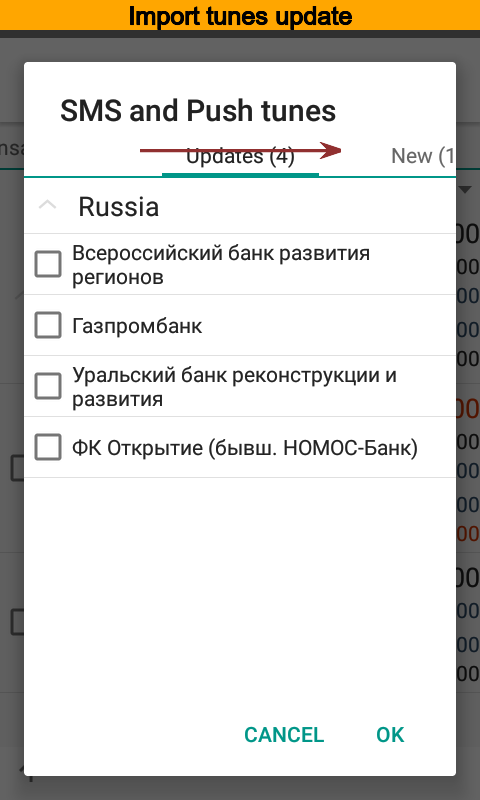 Import tunes update
SMS and Push tunes
Updates (4)
New (1
Russia
Всероссийский банк развития
регионов
Газпромбанк
Уральский банк реконструкции и
развития
ФК Открытие (бывш. НОМОС-Банк)
CANCEL
OK